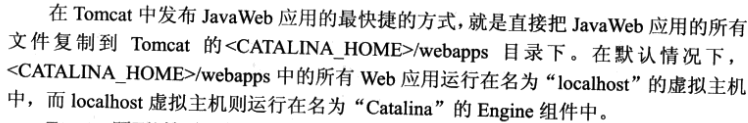 在 Tomcat 中发布 JavaWeb 应用的最快捷的方式，就是直接把 JavaWeb 应用的所有
文件复制到 Tomcat 的<CATALINA_HOME>/webapps 目录下。在默认情况下，
<CATALINA_HOME>/webapps 中的所有 Web 应用运行在名为“localhost”的虚拟主机
中，而 localhost 虚拟主机则运行在名为“Catalina”的 Engine 组件中。